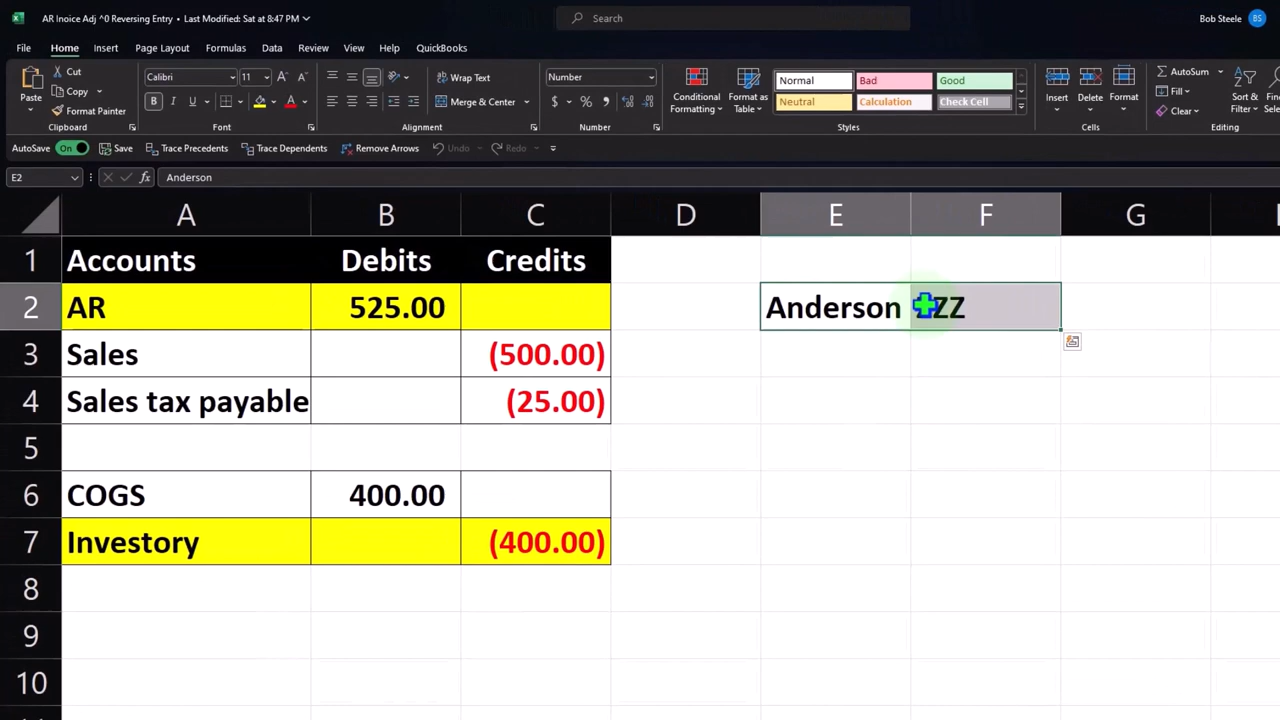 AR Inoice Adj ^0 Reversing Entry • Last Modified: Sat at 8:47 PM
Search
Bob Steele
BS
File Home Insert Page Layout Formulas Data Review View Help QuickBooks
Paste
Cut
Copy
Format Painter
Clipboard
Calibri
11
B I U
Font
Wrap Text
Merge & Center
Alignment
Number
$ % ,
Number
Conditional
Formatting
Format as
Table
Normal Bad Good
Neutral Calculation Check Cell
Styles
Insert Delete Format
Cells
AutoSum
Fill
Clear
Sort &
Filter
Editing
AutoSave On Save Trace Precedents Trace Dependents Remove Arrows Undo Redo
E2 fx Anderson
A B C D E F G
1 Accounts Debits Credits
2 AR 525.00 Anderson
3 Sales (500.00)
4 Sales tax payable (25.00)
5
6 COGS 400.00
7 Investory (400.00)
8
9
10